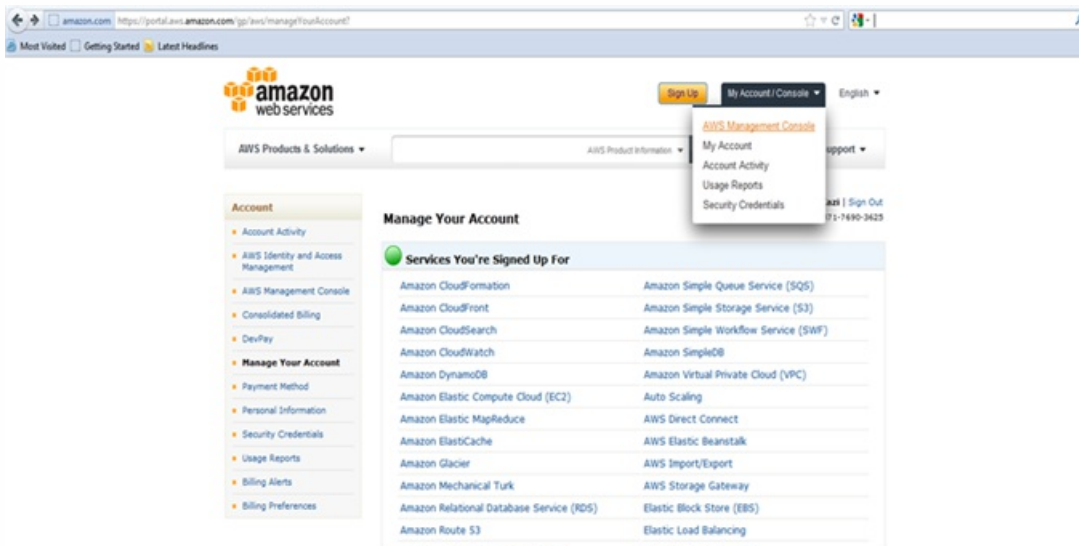 amazon.com https://portal.aws.amazon.com/gp/aws/manageYourAccount?
Most Visited Getting Started Latest Headlines
amazon
web services
Sign Up My Account / Console English
AWS Management Console
My Account
Account Activity
Usage Reports
Security Credentials
AWS Products & Solutions AWS Product Information upport
azi | Sign Out
71-7690-3625
Account
Account Activity
AWS Identity and Access
Management
AWS Management Console
Consolidated Billing
DevPay
Manage Your Account
Payment Method
Personal Information
Security Credentials
Usage Reports
Billing Alerts
Billing Preferences
Manage Your Account
Services You're Signed Up For
Amazon CloudFormation Amazon Simple Queue Service (SQS)
Amazon CloudFront Amazon Simple Storage Service (S3)
Amazon CloudSearch Amazon Simple Workflow Service (SWF)
Amazon CloudWatch Amazon SimpleDB
Amazon DynamoDB Amazon Virtual Private Cloud (VPC)
Amazon Elastic Compute Cloud (EC2) Auto Scaling
Amazon Elastic MapReduce AWS Direct Connect
Amazon ElastiCache AWS Elastic Beanstalk
Amazon Glacier AWS Import/Export
Amazon Mechanical Turk AWS Storage Gateway
Amazon Relational Database Service (RDS) Elastic Block Store (EBS)
Amazon Route 53 Elastic Load Balancing